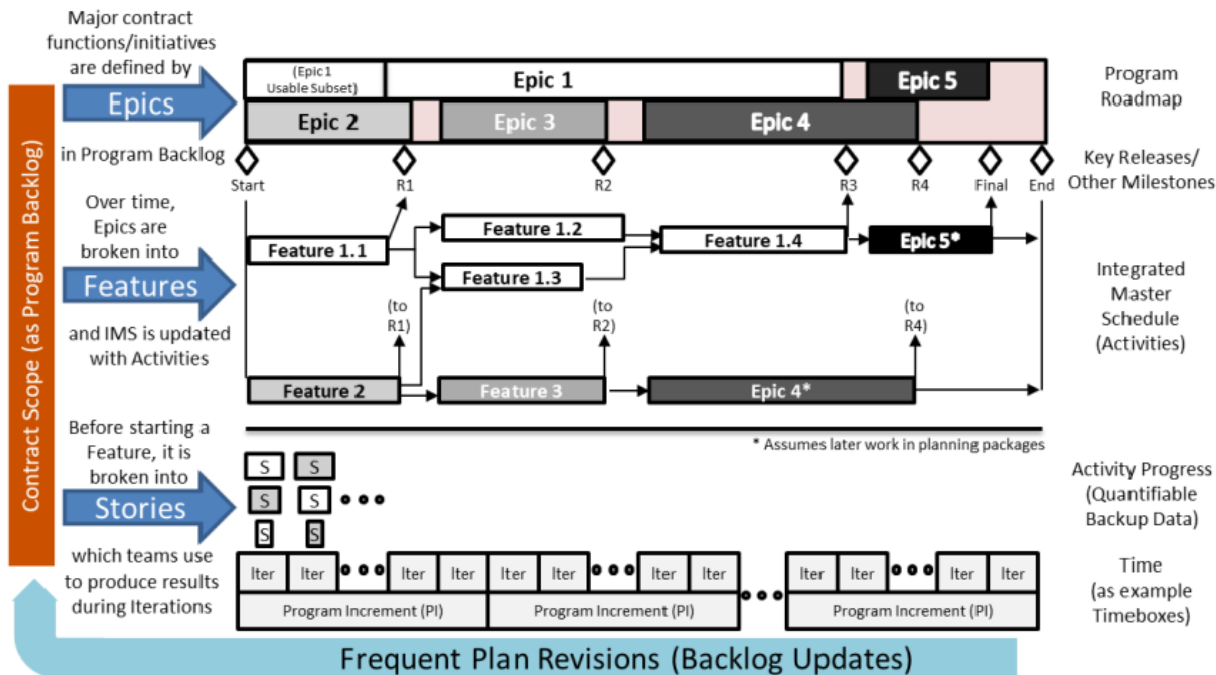 Contract Scope (as Program Backlog)
Major contract
functions/initiatives
are defined by
Epics
in Program Backlog
(Epic 1
Usable Subset)
Epic 1
Epic 5
Epic 2
Epic 3
Epic 4
Program
Roadmap
Start
R1
R2
R3
R4
Final
End
Key Releases/
Other Milestones
Over time,
Epics are
broken into
Features
and IMS is updated
with Activities
Feature 1.1
Feature 1.2
Feature 1.3
Feature 1.4
Epic 5*
(to
R1)
(to
R2)
(to
R4)
Feature 2
Feature 3
Epic 4*
Integrated
Master
Schedule
(Activities)
* Assumes later work in planning packages
Before starting a
Feature, it is
broken into
Stories
which teams use
to produce results
during Iterations
S S
S S
S S
Activity Progress
(Quantifiable
Backup Data)
Iter Iter Iter Iter Iter Iter Iter Iter Iter Iter Iter Iter
Program Increment (PI) Program Increment (PI) Program Increment (PI)
Time
(as example
Timeboxes)
Frequent Plan Revisions (Backlog Updates)